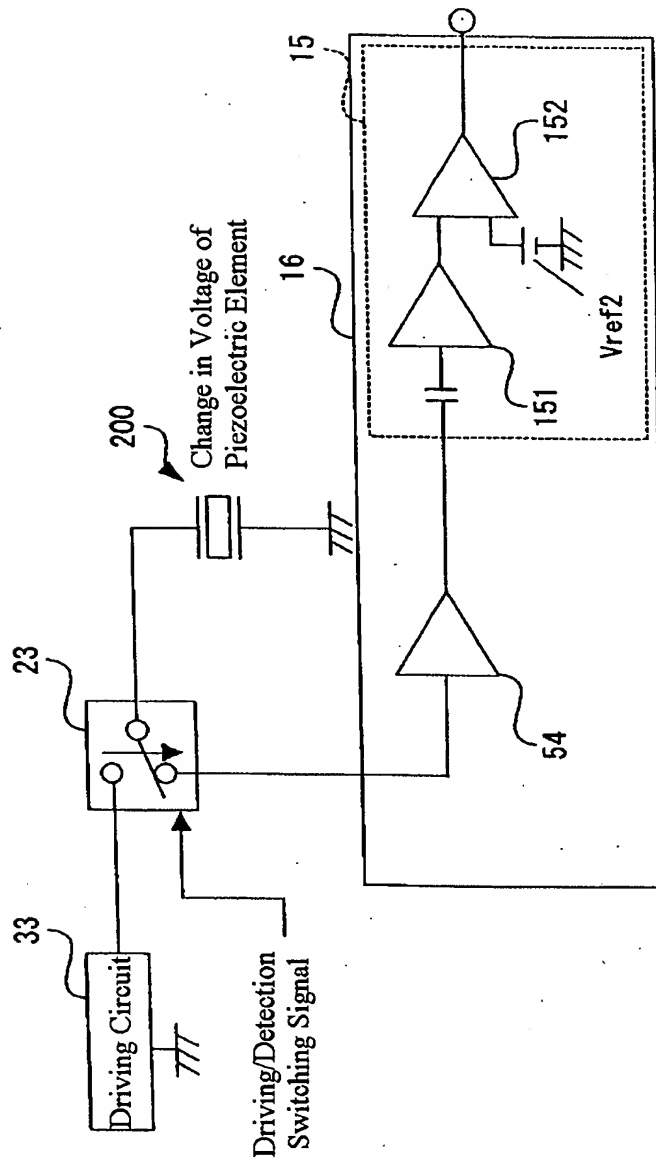 33
Driving Circuit
23
Driving/Detection
Switching Signal
200
Change in Voltage of
Piezoelectric Element
16
15
54
151
152
Vref2